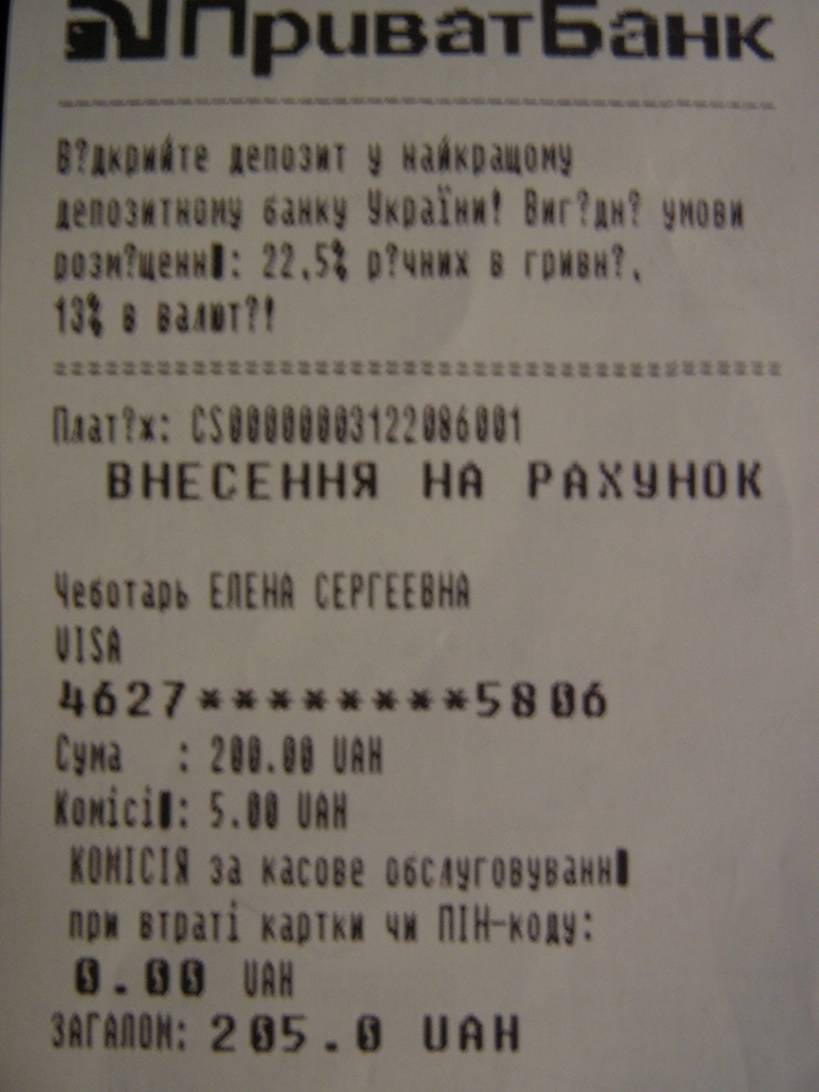 ПриватБанк
В?дкрийте депозит у найкращому
депозитному банку України! Виг?дн? умови
розм?щенн▮: 22,5% р?чних в гривн?,
13% в валют?!
Плат?ж: CS00000003122086001
ВНЕСЕННЯ НА РАХУНОК
Чеботарь ЕЛЕНА СЕРГЕЕВНА
VISA
4627********5806
Сума : 200.00 UAH
Комісі▮: 5.00 UAH
КОМІСІЯ за касове обслуговуванн▮
при втраті картки чи ПІН-коду:
0.00 UAH
ЗАГАЛОМ: 205.0 UAH